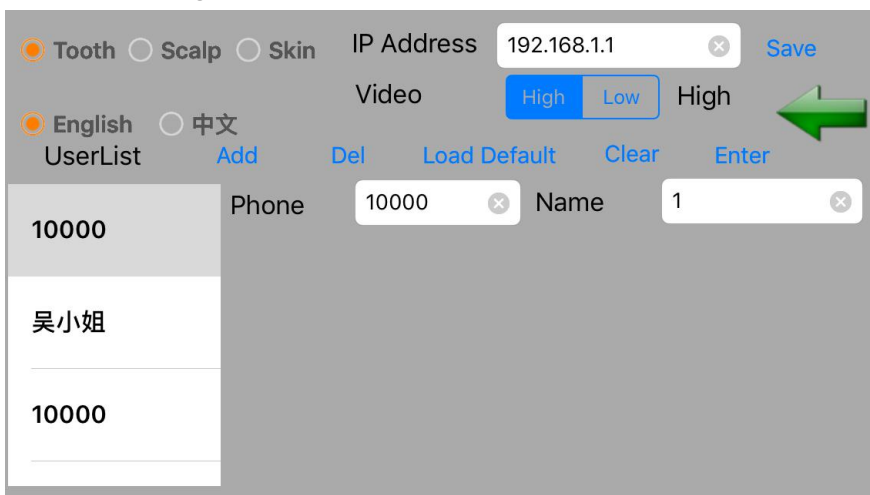 Tooth Scalp Skin IP Address 192.168.1.1 Save
Video High Low High
English 中文
UserList Add Del Load Default Clear Enter
Phone 10000 Name 1
10000
吴小姐
10000